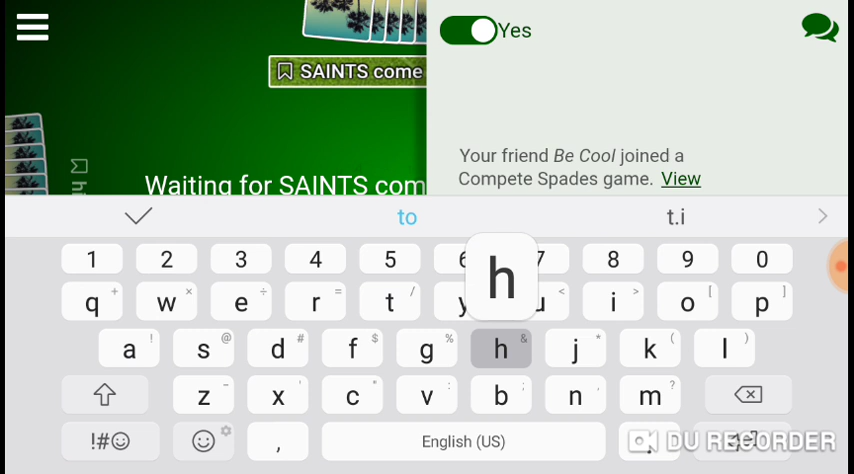 Yes
SAINTS come
Waiting for SAINTS com
Your friend Be Cool joined a
Compete Spades game. View
to
t.i
h
1 2 3 4 5 6 7 8 9 0
q + w × e ÷ r = t / y u < i > o [ p ]
a ! s @ d # f $ g % h & j * k ( l )
z - x ' c " v : b ; n , m ?
!#☺ , English (US) .
DU RECORDER